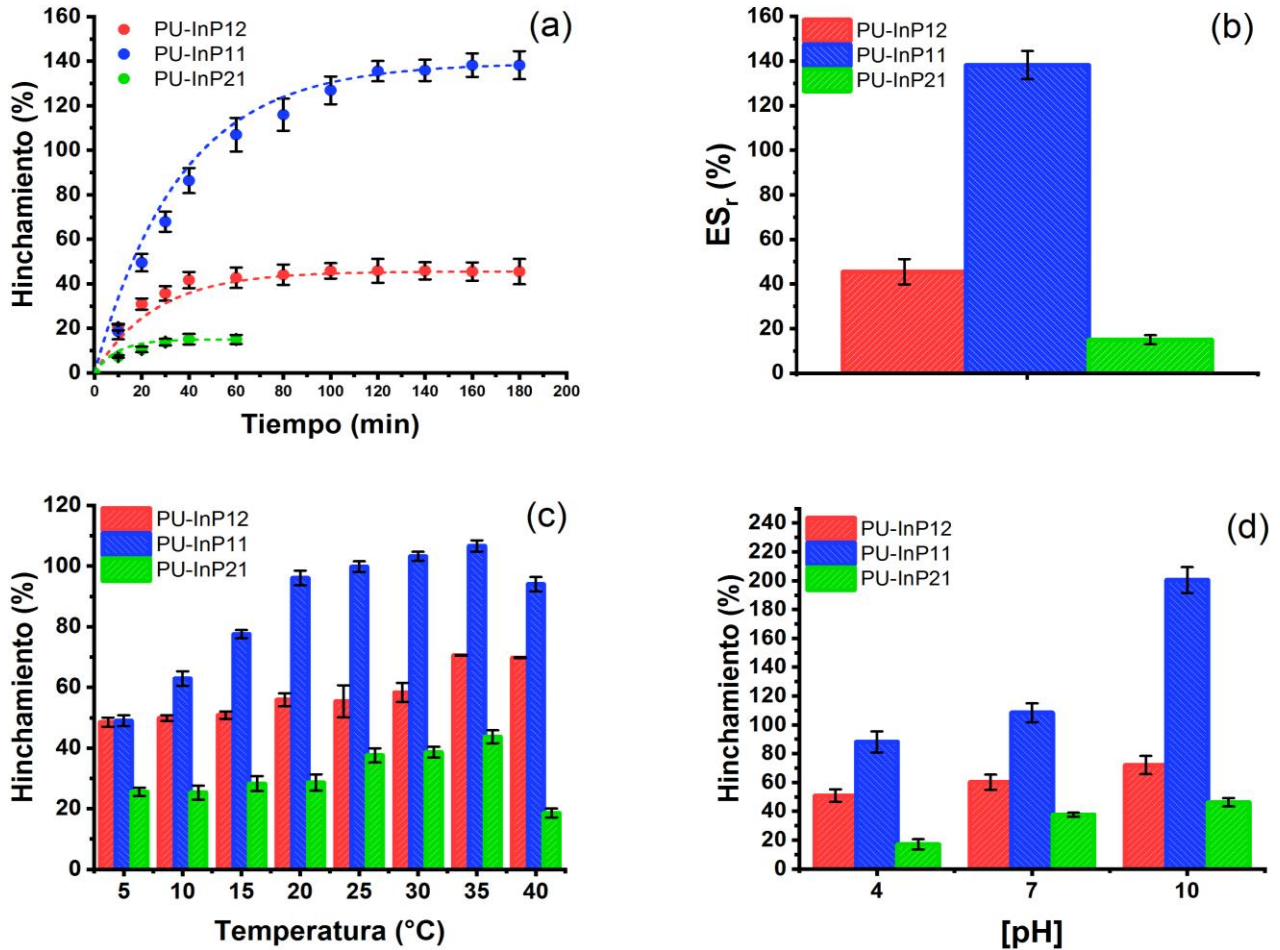 (a)
PU-InP12
PU-InP11
PU-InP21
Hinchamiento (%)
160
140
120
100
80
60
40
20
0
0 20 40 60 80 100 120 140 160 180 200
Tiempo (min)
(b)
PU-InP12
PU-InP11
PU-InP21
ESr (%)
160
140
120
100
80
60
40
20
0
(c)
PU-InP12
PU-InP11
PU-InP21
Hinchamiento (%)
120
100
80
60
40
20
0
5 10 15 20 25 30 35 40
Temperatura (°C)
(d)
PU-InP12
PU-InP11
PU-InP21
Hinchamiento (%)
240
220
200
180
160
140
120
100
80
60
40
20
0
4 7 10
[pH]